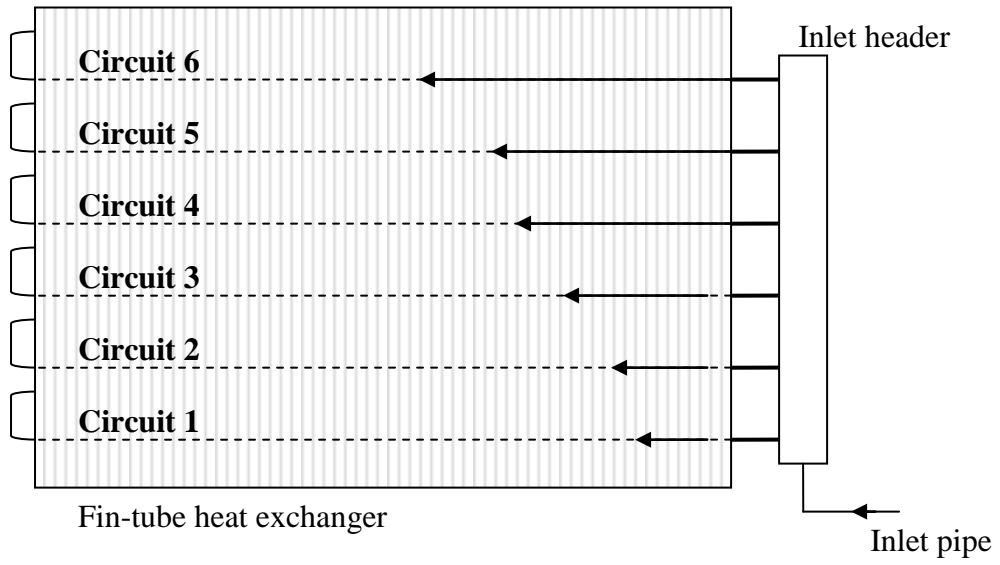 Inlet header
Circuit 6
Circuit 5
Circuit 4
Circuit 3
Circuit 2
Circuit 1
Fin-tube heat exchanger
Inlet pipe